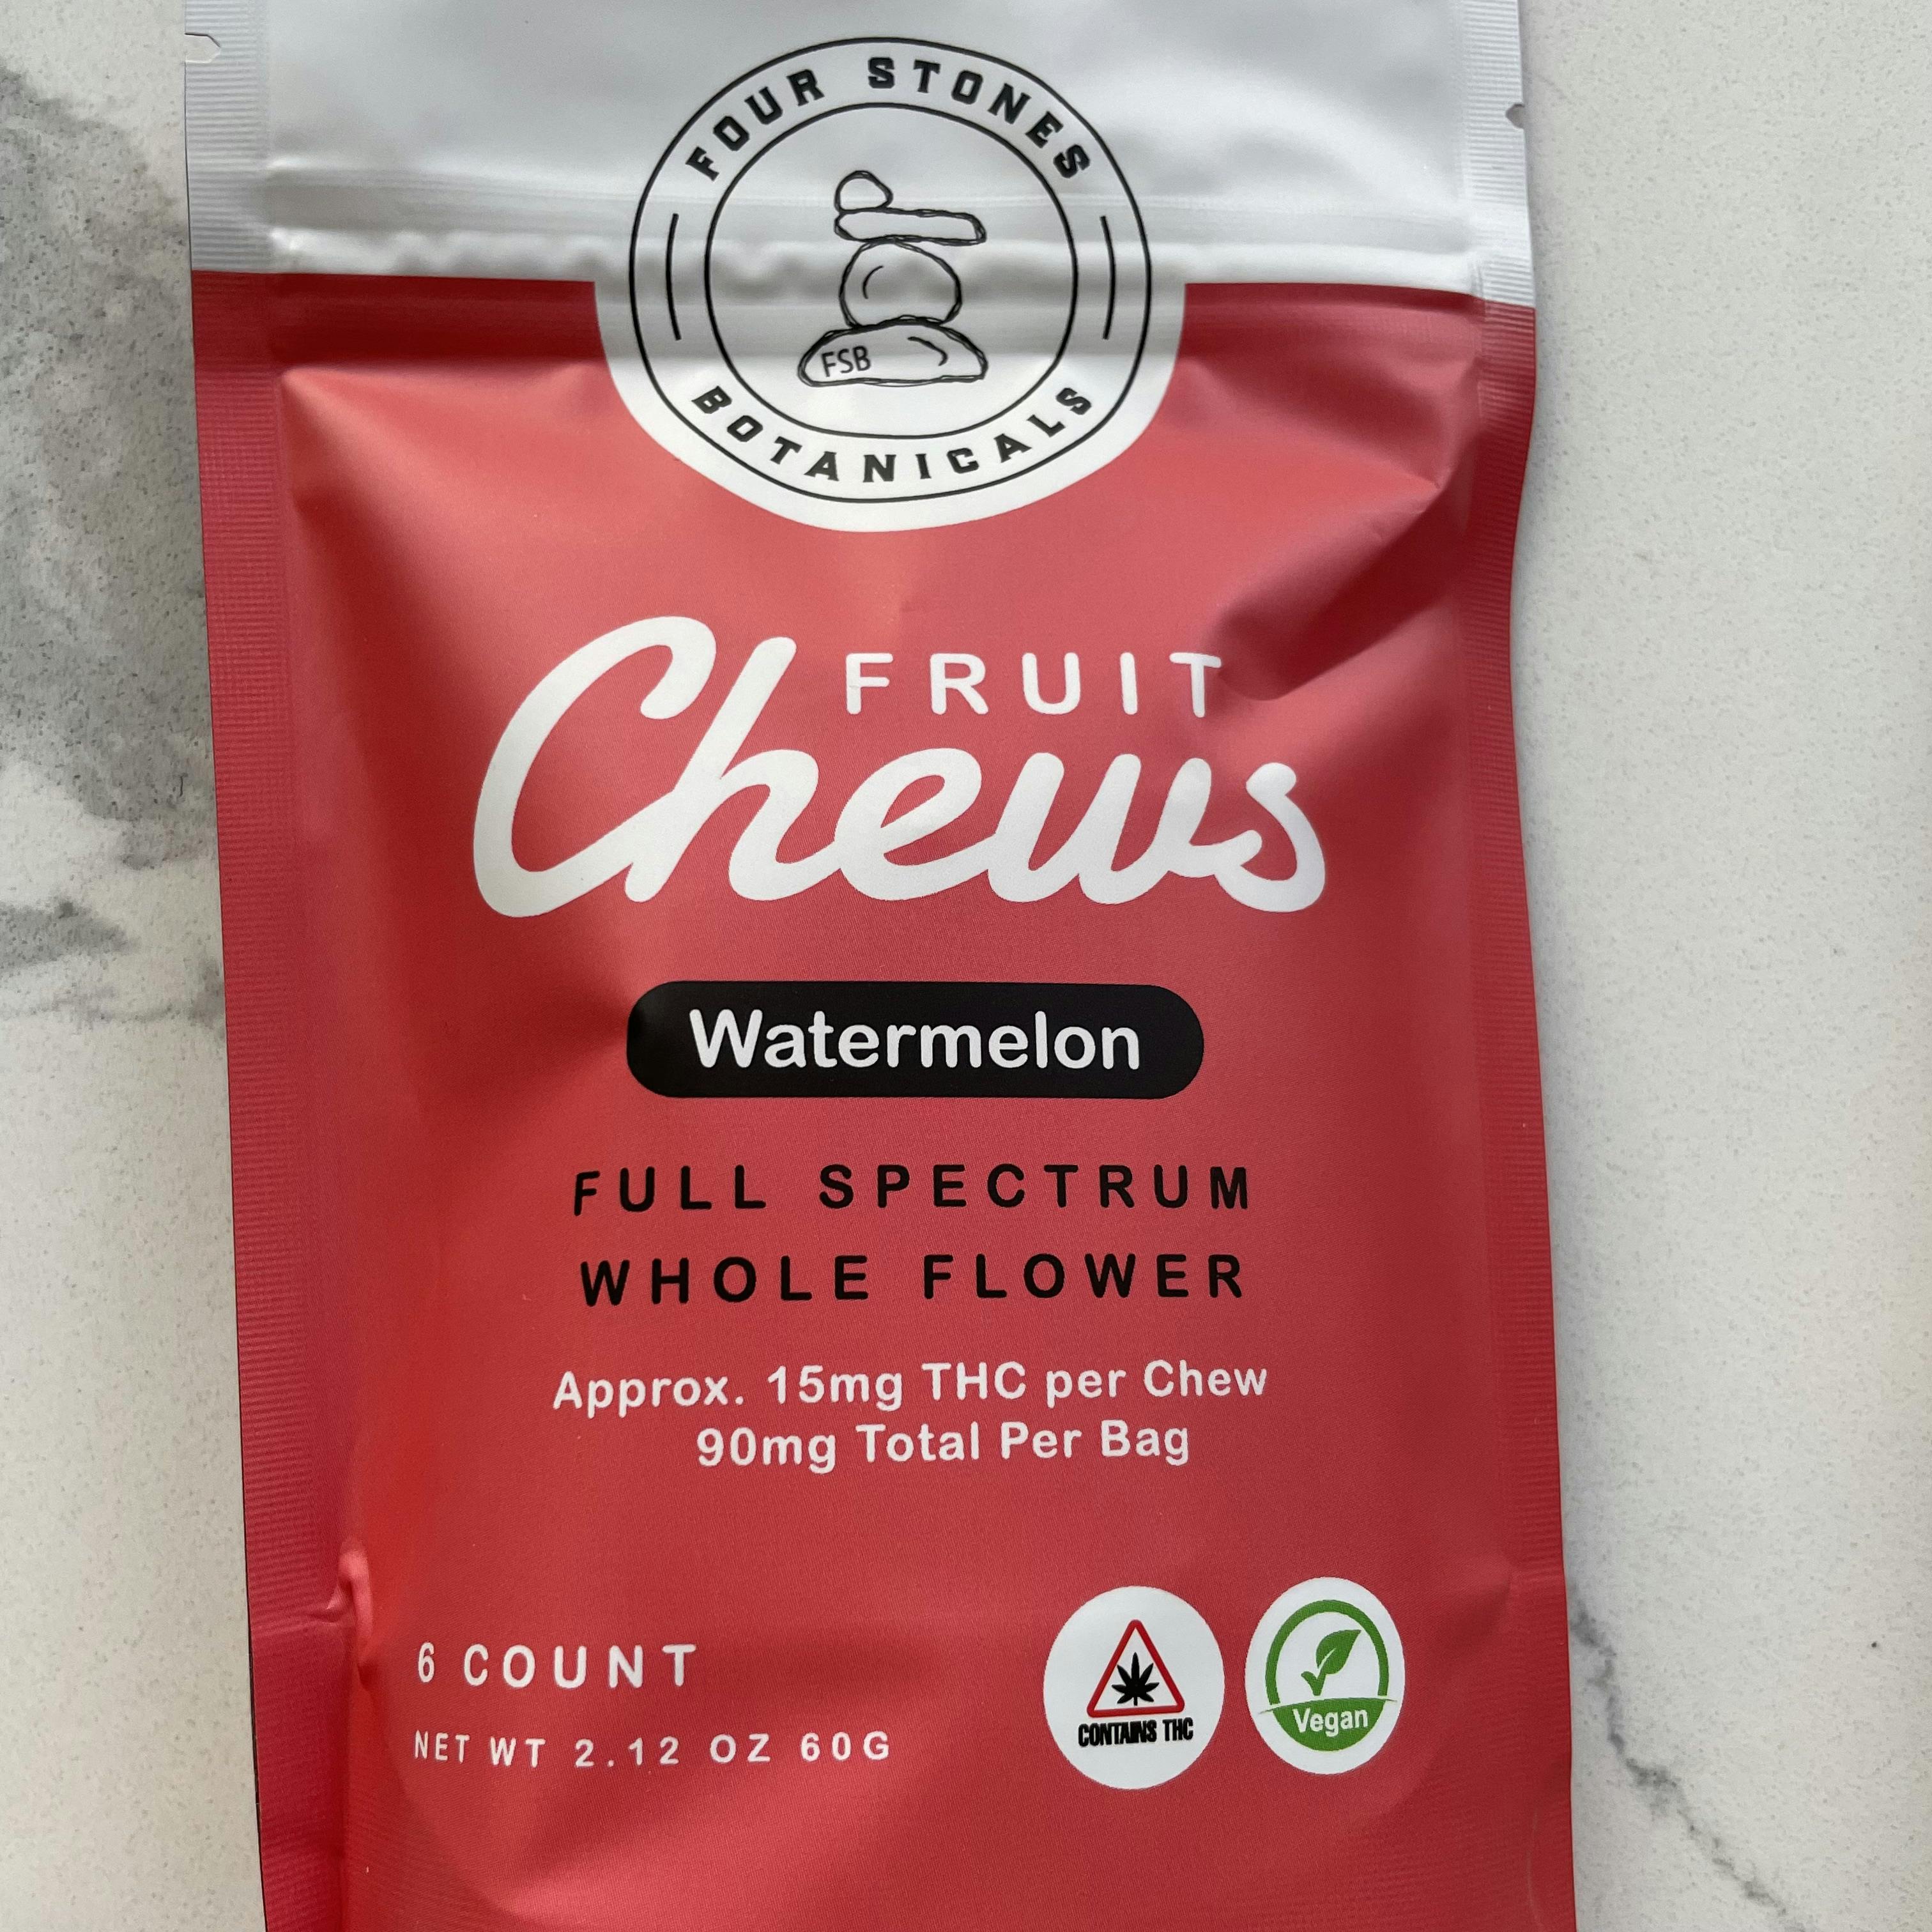 FOUR STONES
FSB
BOTANICALS
FRUIT
Chews
Watermelon
FULL SPECTRUM
WHOLE FLOWER
Approx. 15mg THC per Chew
90mg Total Per Bag
6 COUNT
NET WT 2.12 OZ 60G
CONTAINS THC
Vegan